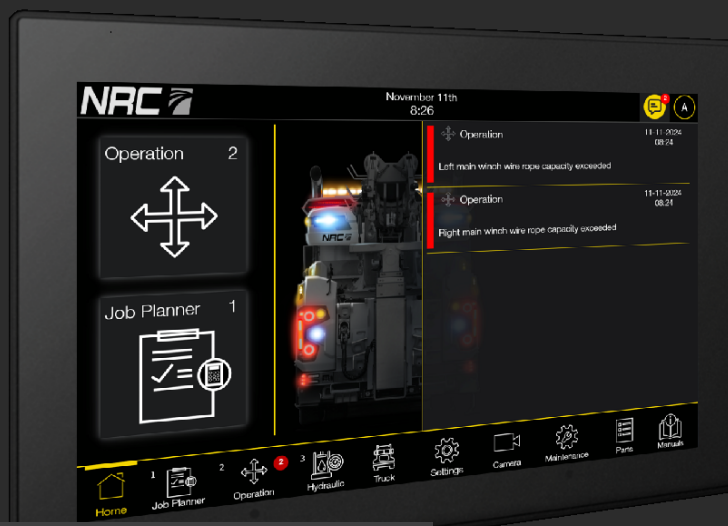 NRC
November 11th
8:26
2
A
Operation 2
Job Planner 1
NRC
Operation
11-11-2024
08:24
Left main winch wire rope capacity exceeded
Operation
11-11-2024
08:24
Right main winch wire rope capacity exceeded
Home
1
Job Planner
2
Operation
2
3
Hydraulic
Truck
Settings
Camera
Maintenance
Parts
Manuals